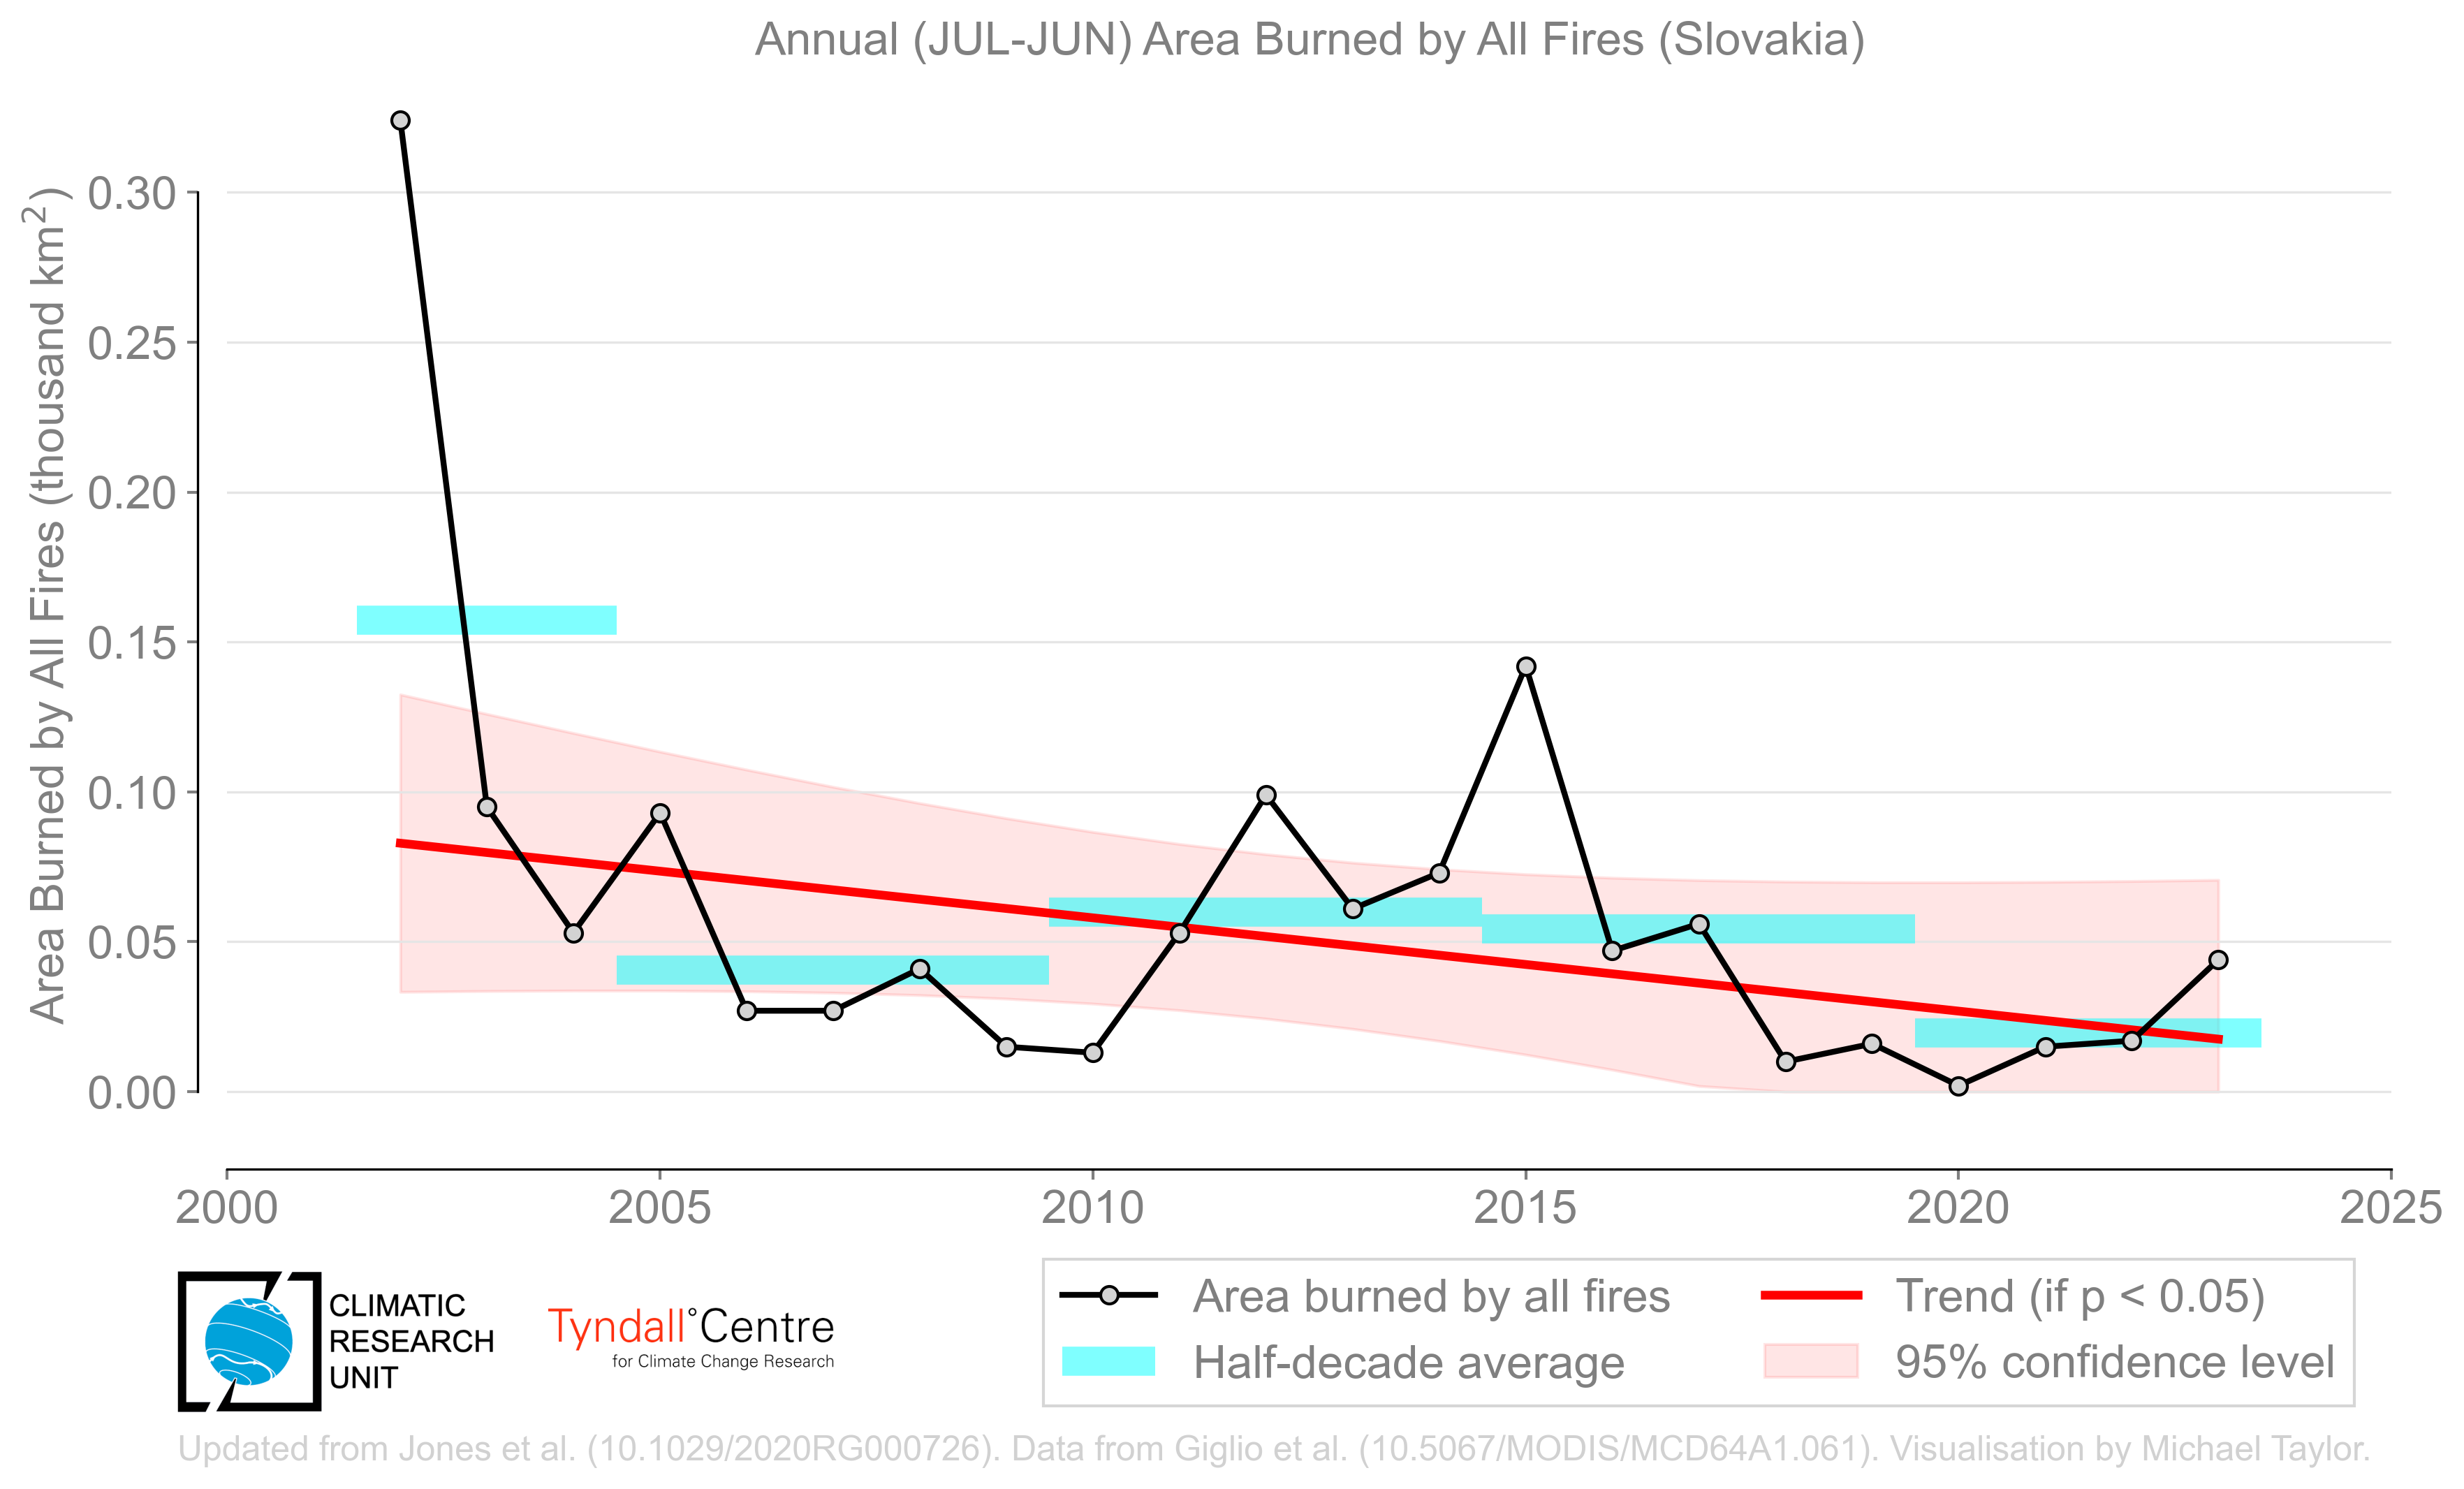 Annual (JUL-JUN) Area Burned by All Fires (Slovakia)
Area Burned by All Fires (thousand km²)
0.30
0.25
0.20
0.15
0.10
0.05
0.00
2000 2005 2010 2015 2020 2025
CLIMATIC
RESEARCH
UNIT
Tyndall°Centre
for Climate Change Research
Area burned by all fires
Half-decade average
Trend (if p < 0.05)
95% confidence level
Updated from Jones et al. (10.1029/2020RG000726). Data from Giglio et al. (10.5067/MODIS/MCD64A1.061). Visualisation by Michael Taylor.